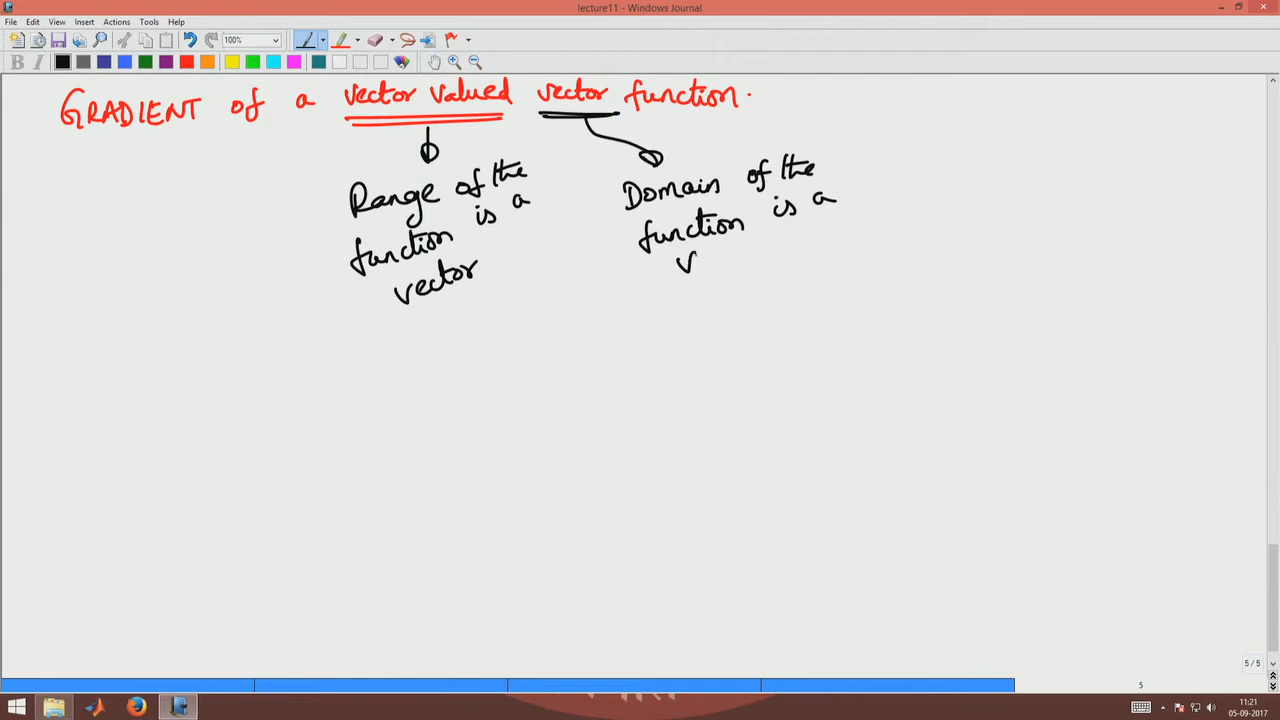 lecture11 - Windows Journal
File Edit View Insert Actions Tools Help
100%
B I
GRADIENT of a vector valued vector function.
Range of the
function is a
vector
Domain of the
function is a
v
5 / 5
5
11:21
05-09-2017